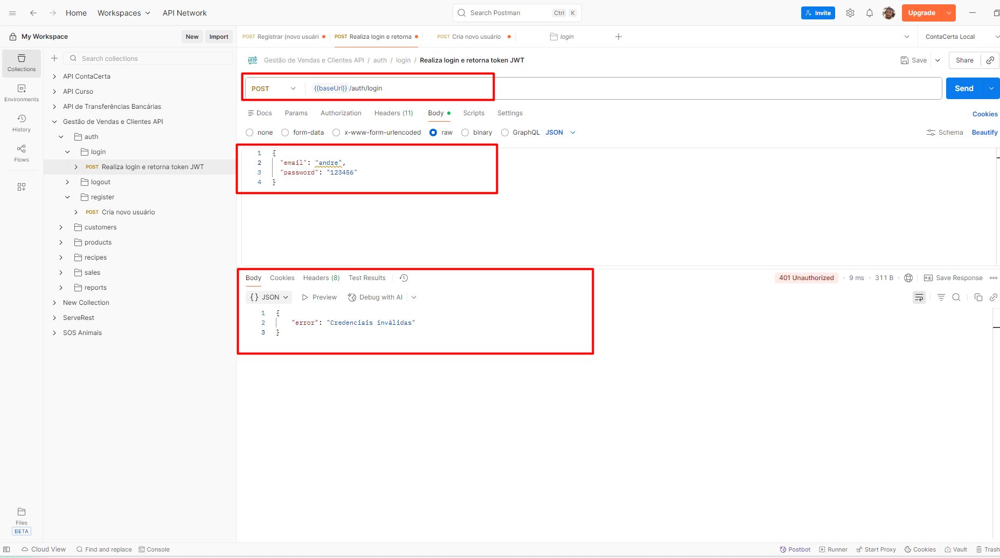 Home Workspaces API Network Search Postman Ctrl K Invite Upgrade
My Workspace New Import
POST Registrar (novo usuári POST Realiza login e retorna POST Cria novo usuário login ContaCerta Local
Collections
Environments
History
Flows
Files
BETA
Search collections
API ContaCerta
API Curso
API de Transferências Bancárias
Gestão de Vendas e Clientes API
auth
login
POST Realiza login e retorna token JWT
logout
register
POST Cria novo usuário
customers
products
recipes
sales
reports
New Collection
ServeRest
SOS Animais
HTTP Gestão de Vendas e Clientes API / auth / login / Realiza login e retorna token JWT Save Share
POST {{baseUrl}} /auth/login Send
Docs Params Authorization Headers (11) Body Scripts Settings Cookies
none form-data x-www-form-urlencoded raw binary GraphQL JSON Schema Beautify
1 {
2 "email": "andre",
3 "password": "123456"
4 }
Body Cookies Headers (8) Test Results 401 Unauthorized 9 ms 311 B e.g. Save Response
{} JSON Preview Debug with AI
1 {
2 "error": "Credenciais inválidas"
3 }
Cloud View Find and replace Console Postbot Runner Start Proxy Cookies Vault Trash